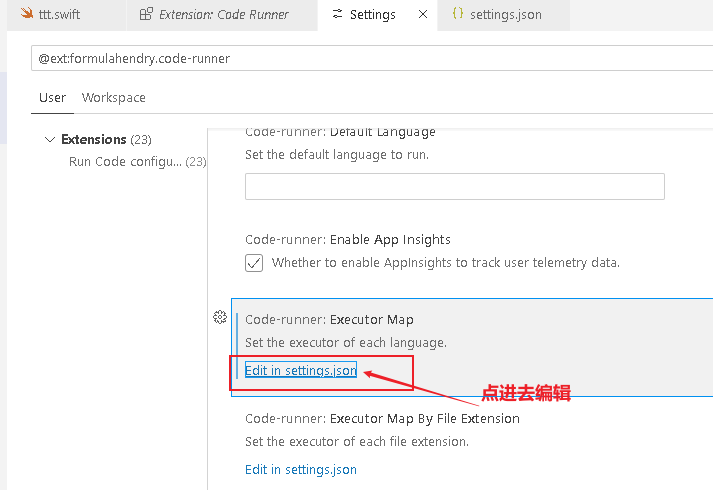 ttt.swift
Extension: Code Runner
Settings
settings.json
@ext:formulahendry.code-runner
User
Workspace
Extensions (23)
Run Code configu... (23)
Code-runner: Default Language
Set the default language to run.
Code-runner: Enable App Insights
Whether to enable AppInsights to track user telemetry data.
Code-runner: Executor Map
Set the executor of each language.
Edit in settings.json
点进去编辑
Code-runner: Executor Map By File Extension
Set the executor of each file extension.
Edit in settings.json